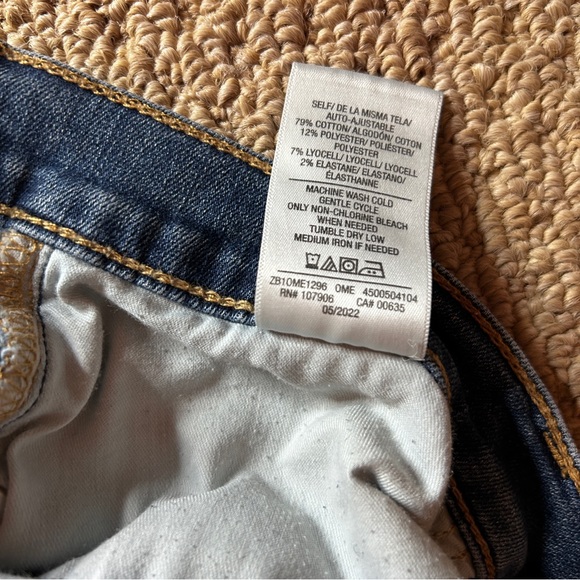 SELF/ DE LA MISMA TELA/
AUTO-AJUSTABLE
79% COTTON/ ALGODÓN/ COTON
12% POLYESTER/ POLIÉSTER/
POLYESTER
7% LYOCELL/ LYOCELL/ LYOCELL
2% ELASTANE/ ELASTANO/
ÉLASTHANNE
MACHINE WASH COLD
GENTLE CYCLE
ONLY NON-CHLORINE BLEACH
WHEN NEEDED
TUMBLE DRY LOW
MEDIUM IRON IF NEEDED
ZB10ME1296 OME 4500504104
RN# 107906 CA# 00635
05/2022